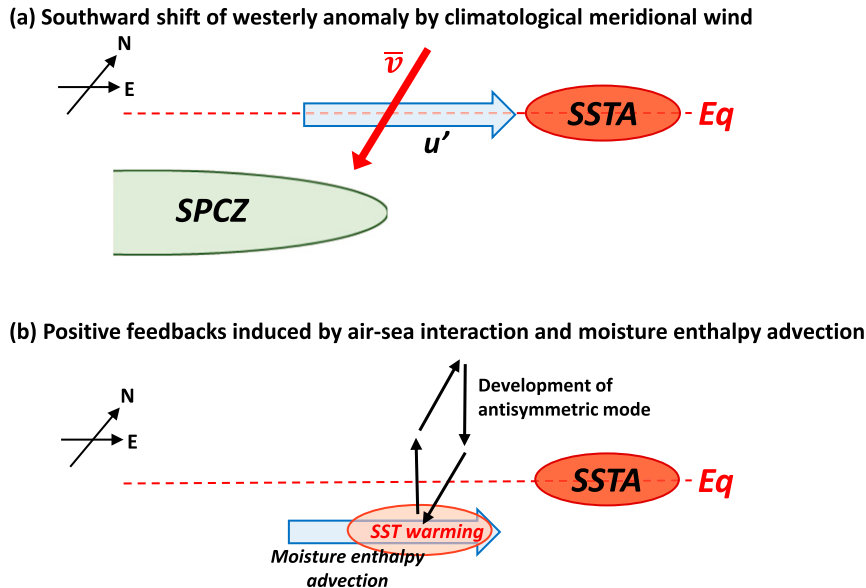 (a) Southward shift of westerly anomaly by climatological meridional wind
N
E
v̅
SSTA
Eq
u’
SPCZ
(b) Positive feedbacks induced by air-sea interaction and moisture enthalpy advection
Development of
antisymmetric mode
N
E
SSTA
Eq
SST warming
Moisture enthalpy
advection